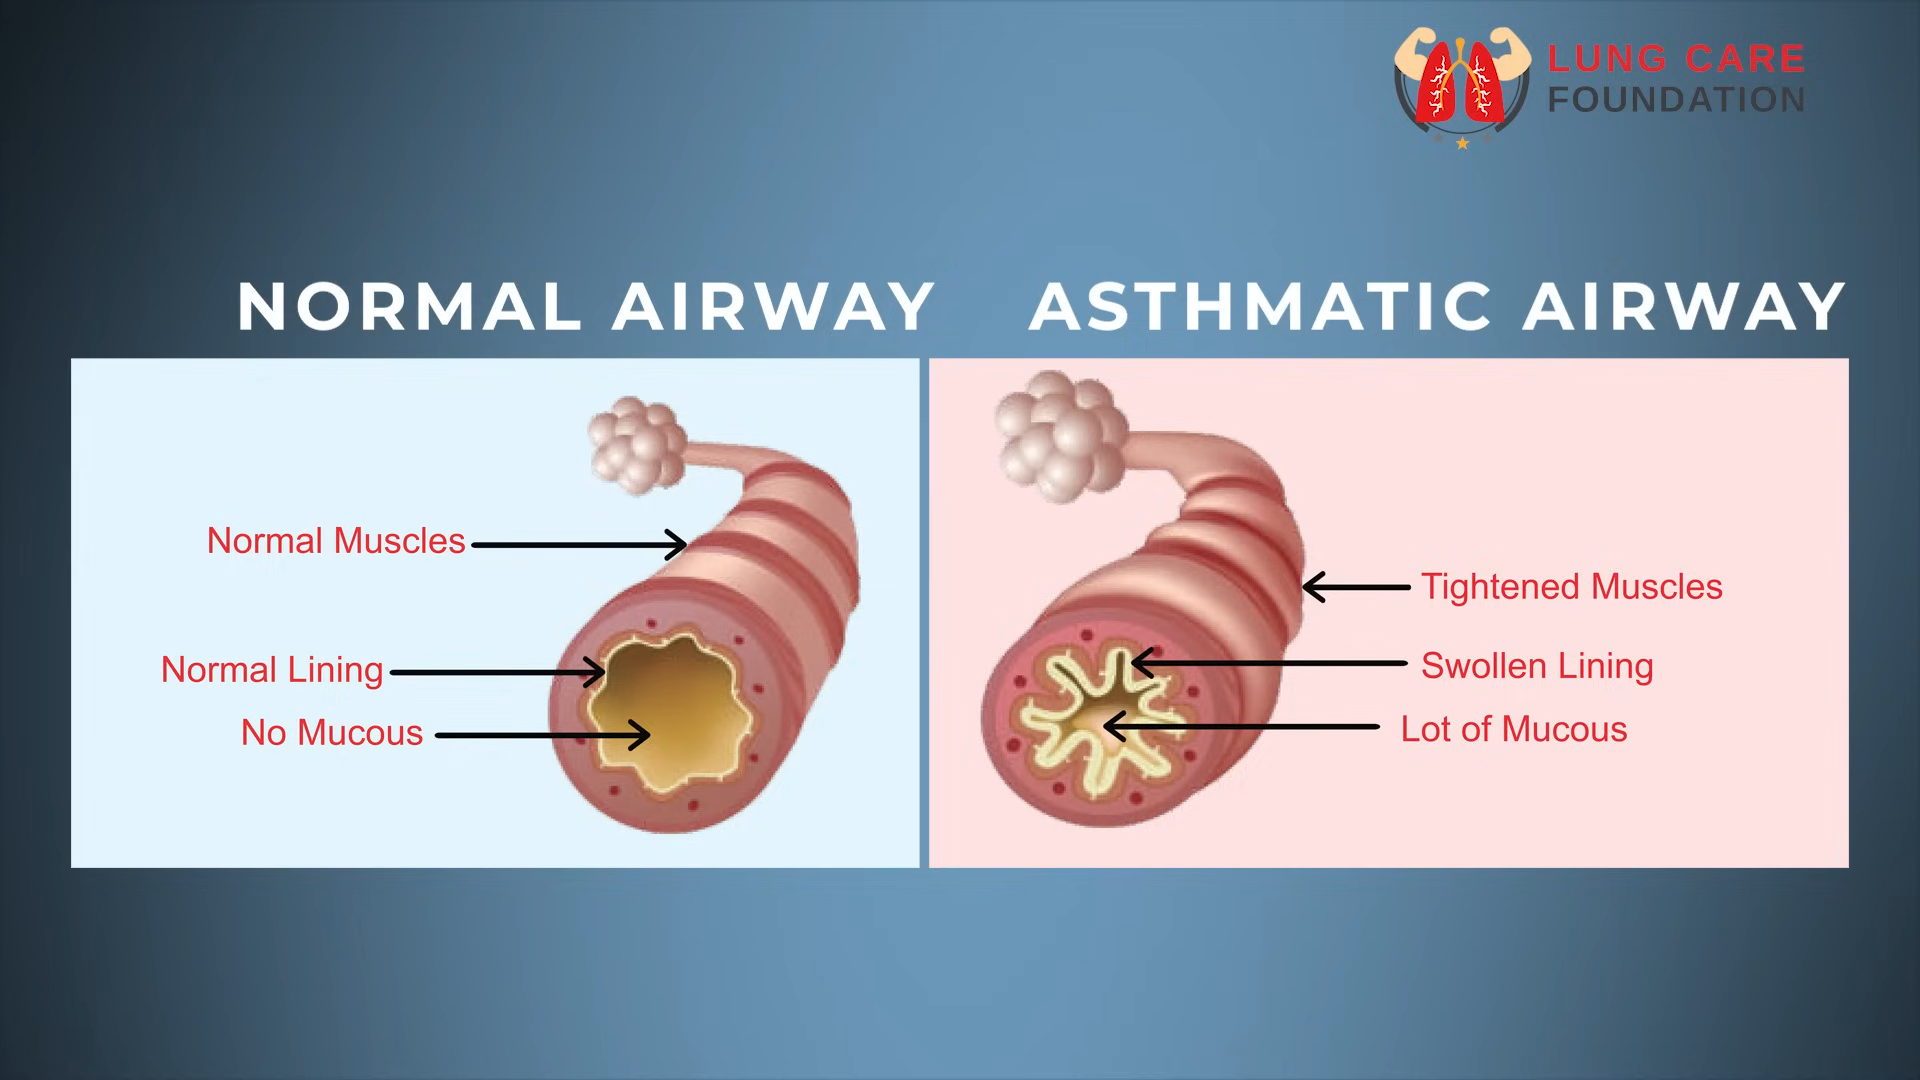 LUNG CARE
FOUNDATION
NORMAL AIRWAY
ASTHMATIC AIRWAY
Normal Muscles
Normal Lining
No Mucous
Tightened Muscles
Swollen Lining
Lot of Mucous